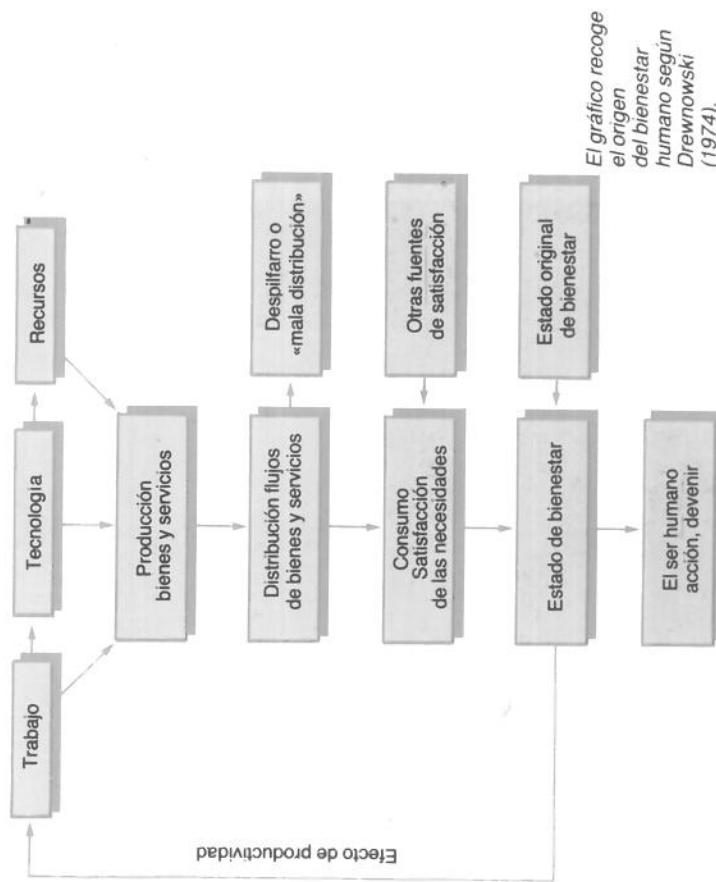 Trabajo
Tecnología
Recursos
Producción
bienes y servicios
Distribución flujos
de bienes y servicios
Despilfarro o
«mala distribución»
Consumo
Satisfacción
de las necesidades
Otras fuentes
de satisfacción
Estado de bienestar
Estado original
de bienestar
El ser humano
acción, devenir
Efecto de productividad
El gráfico recoge
el origen
del bienestar
humano según
Drewnowski
(1974).